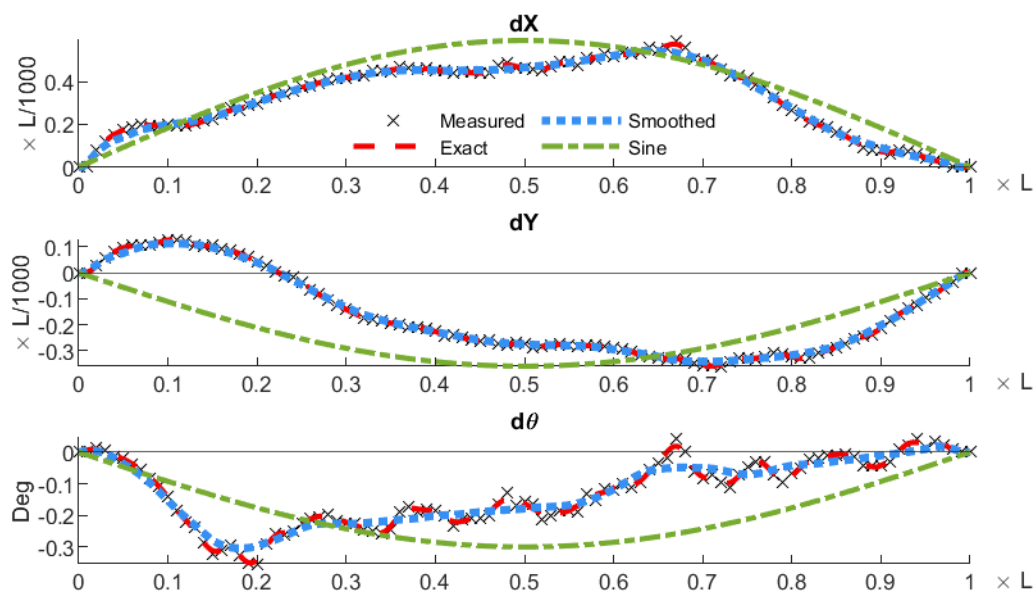 dX
× L/1000
0.4
0.2
0
× Measured Smoothed
Exact Sine
0 0.1 0.2 0.3 0.4 0.5 0.6 0.7 0.8 0.9 1 × L
dY
× L/1000
0.1
0
-0.1
-0.2
-0.3
0 0.1 0.2 0.3 0.4 0.5 0.6 0.7 0.8 0.9 1 × L
dθ
Deg
0
-0.1
-0.2
-0.3
0 0.1 0.2 0.3 0.4 0.5 0.6 0.7 0.8 0.9 1 × L